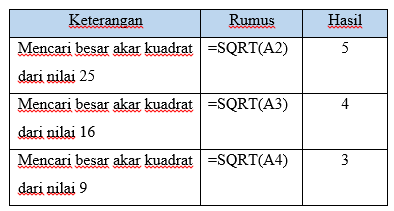 Keterangan Rumus Hasil
Mencari besar akar kuadrat =SQRT(A2) 5
dari nilai 25
Mencari besar akar kuadrat =SQRT(A3) 4
dari nilai 16
Mencari besar akar kuadrat =SQRT(A4) 3
dari nilai 9